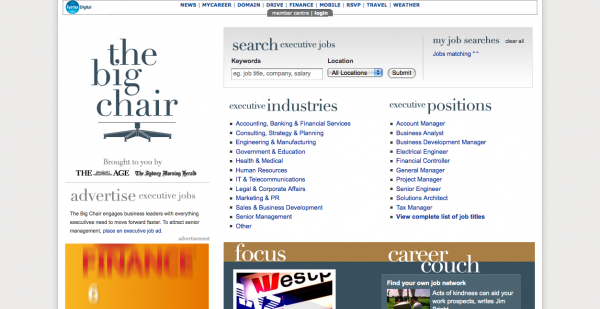 Fairfax Digital
NEWS | MYCAREER | DOMAIN | DRIVE | FINANCE | MOBILE | RSVP | TRAVEL | WEATHER
member centre | login
the
big
chair
Brought to you by
THE AGE The Sydney Morning Herald
advertise executive jobs
The Big Chair engages business leaders with everything
executives need to move forward faster. To attract senior
management, place an executive job ad.
advertisement
FINANCE
6
search executive jobs
Keywords
Location
eg. job title, company, salary
All Locations
Submit
my job searches clear all
Jobs matching " "
executive industries
Accounting, Banking & Financial Services
Consulting, Strategy & Planning
Engineering & Manufacturing
Government & Education
Health & Medical
Human Resources
IT & Telecommunications
Legal & Corporate Affairs
Marketing & PR
Sales & Business Development
Senior Management
Other
executive positions
Account Manager
Business Analyst
Business Development Manager
Electrical Engineer
Financial Controller
General Manager
Project Manager
Senior Engineer
Solutions Architect
Tax Manager
View complete list of job titles
focus
Westp
career
couch
Find your own job network
Acts of kindness can aid your
work prospects, writes Jim